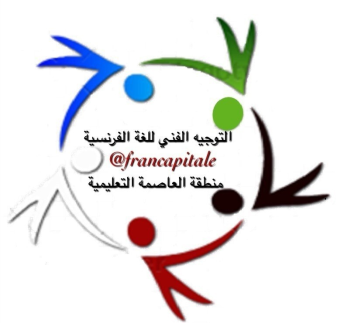 التوجيه الفني للغة الفرنسية
@francapitale
منطقة العاصمة التعليمية